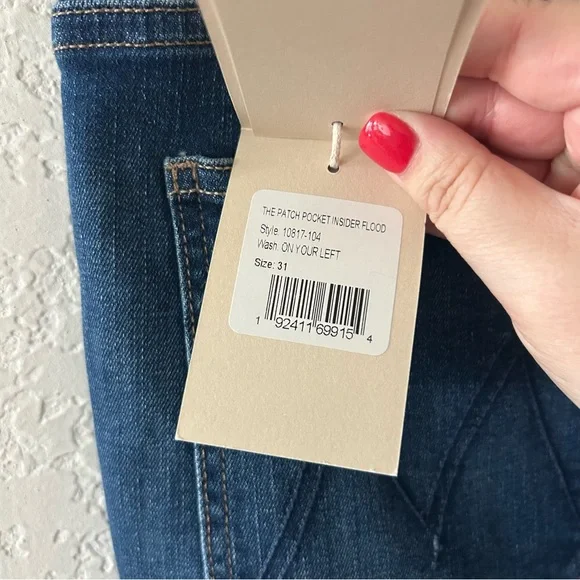 THE PATCH POCKET INSIDER FLOOD
Style: 10817-104
Wash: ON YOUR LEFT
Size: 31
1 92411 69915 4